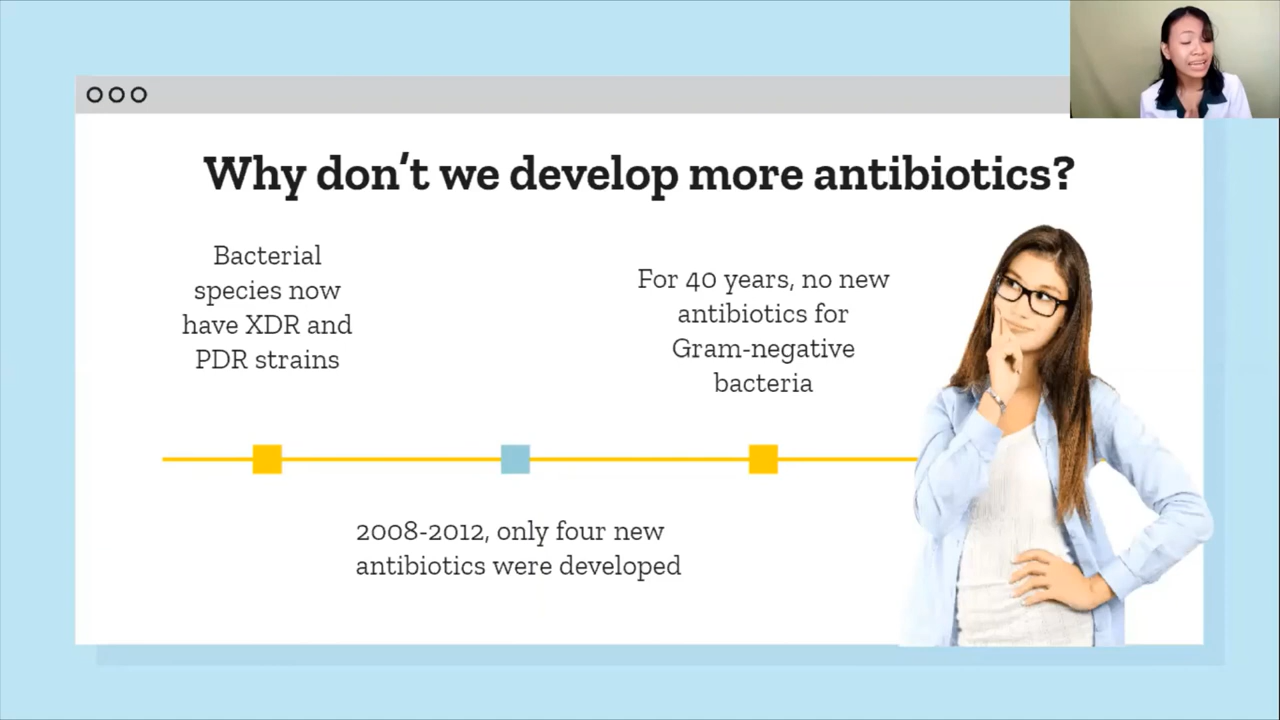 Why don't we develop more antibiotics?
Bacterial
species now
have XDR and
PDR strains
For 40 years, no new
antibiotics for
Gram-negative
bacteria
2008-2012, only four new
antibiotics were developed